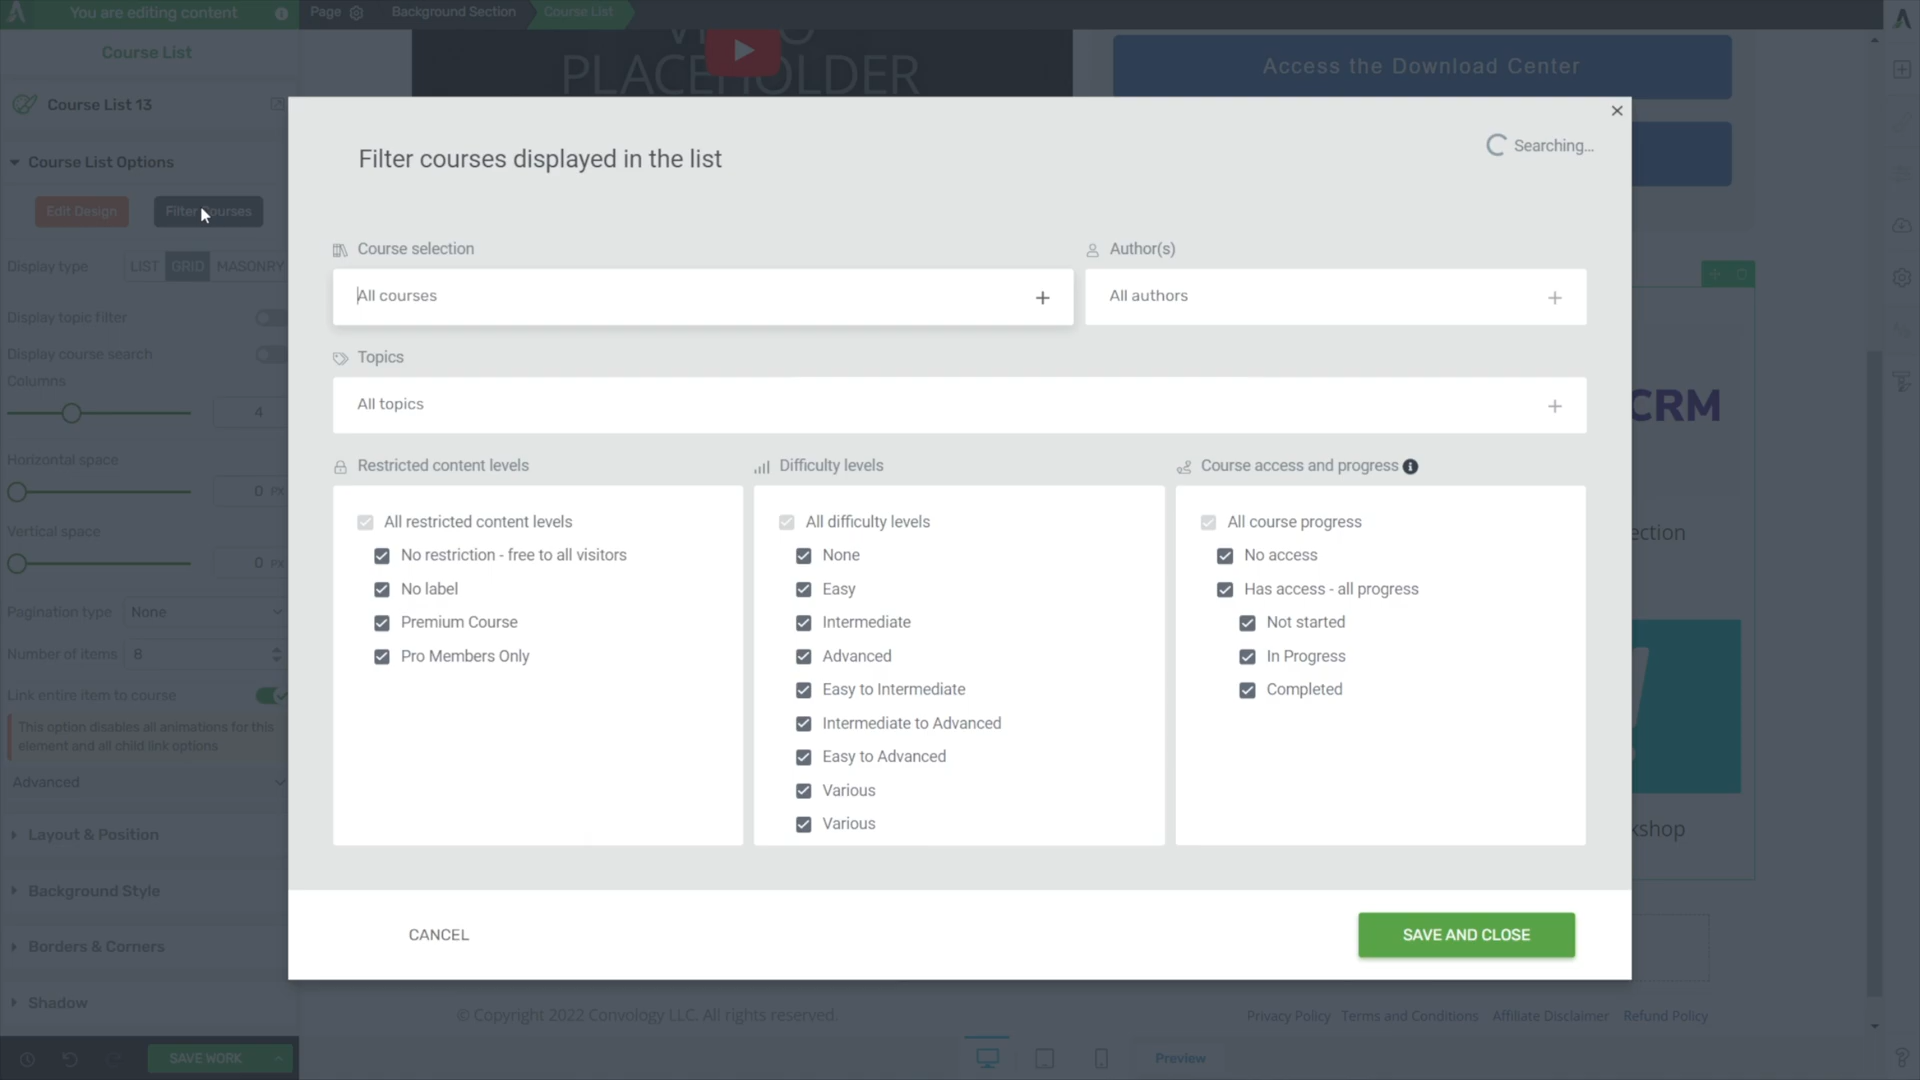 You are editing content
Page
Background Section
Course List
Course List
PLACEHOLDER
Access the Download Center
Course List 13
Filter courses displayed in the list
Searching...
Course List Options
Edit Design
Filter Courses
Course selection
Author(s)
Display type
LIST
GRID
MASONRY
All courses
All authors
Display topic filter
Display course search
Topics
Columns
4
All topics
CRM
Horizontal space
0 PX
Restricted content levels
Difficulty levels
Course access and progress
Vertical space
0 PX
All restricted content levels
No restriction - free to all visitors
No label
Premium Course
Pro Members Only
All difficulty levels
None
Easy
Intermediate
Advanced
Easy to Intermediate
Intermediate to Advanced
Easy to Advanced
Various
Various
All course progress
No access
Has access - all progress
Not started
In Progress
Completed
Pagination type
None
Number of items
8
Link entire item to course
This option disables all animations for this
element and all child link options
Advanced
Layout & Position
Background Style
Borders & Corners
Shadow
CANCEL
SAVE AND CLOSE
© Copyright 2022 Convology LLC. All rights reserved.
Privacy Policy
Terms and Conditions
Affiliate Disclaimer
Refund Policy
SAVE WORK
Preview